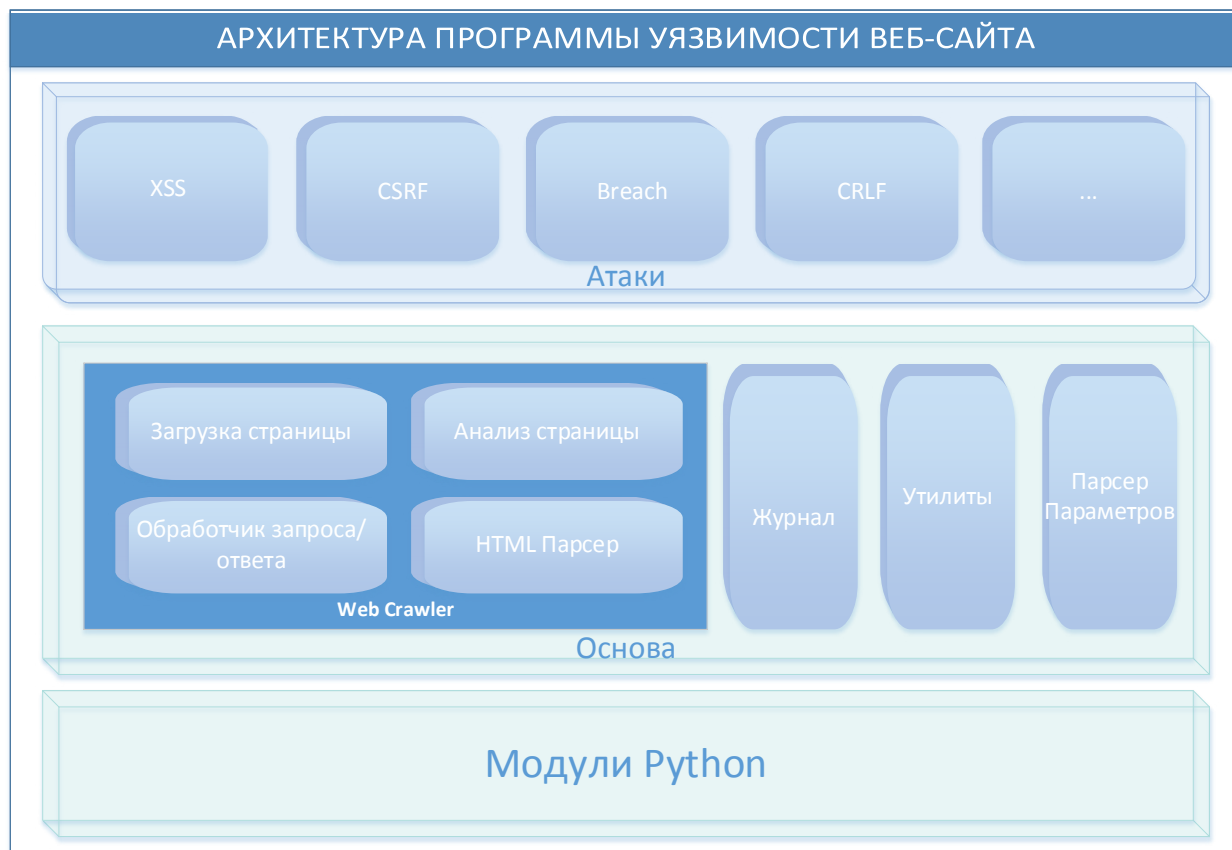 АРХИТЕКТУРА ПРОГРАММЫ УЯЗВИМОСТИ ВЕБ-САЙТА
XSS
CSRF
Breach
CRLF
...
Атаки
Загрузка страницы
Анализ страницы
Обработчик запроса/
ответа
HTML Парсер
Web Crawler
Журнал
Утилиты
Парсер
Параметров
Основа
Модули Python